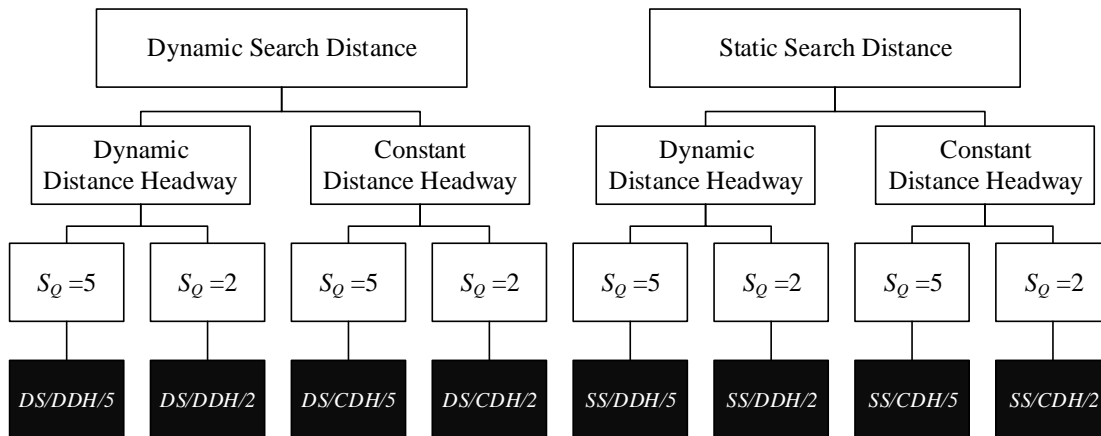 Dynamic Search Distance
Static Search Distance
Dynamic
Distance Headway
Constant
Distance Headway
Dynamic
Distance Headway
Constant
Distance Headway
S_Q =5
S_Q =2
S_Q =5
S_Q =2
S_Q =5
S_Q =2
S_Q =5
S_Q =2
DS/DDH/5
DS/DDH/2
DS/CDH/5
DS/CDH/2
SS/DDH/5
SS/DDH/2
SS/CDH/5
SS/CDH/2